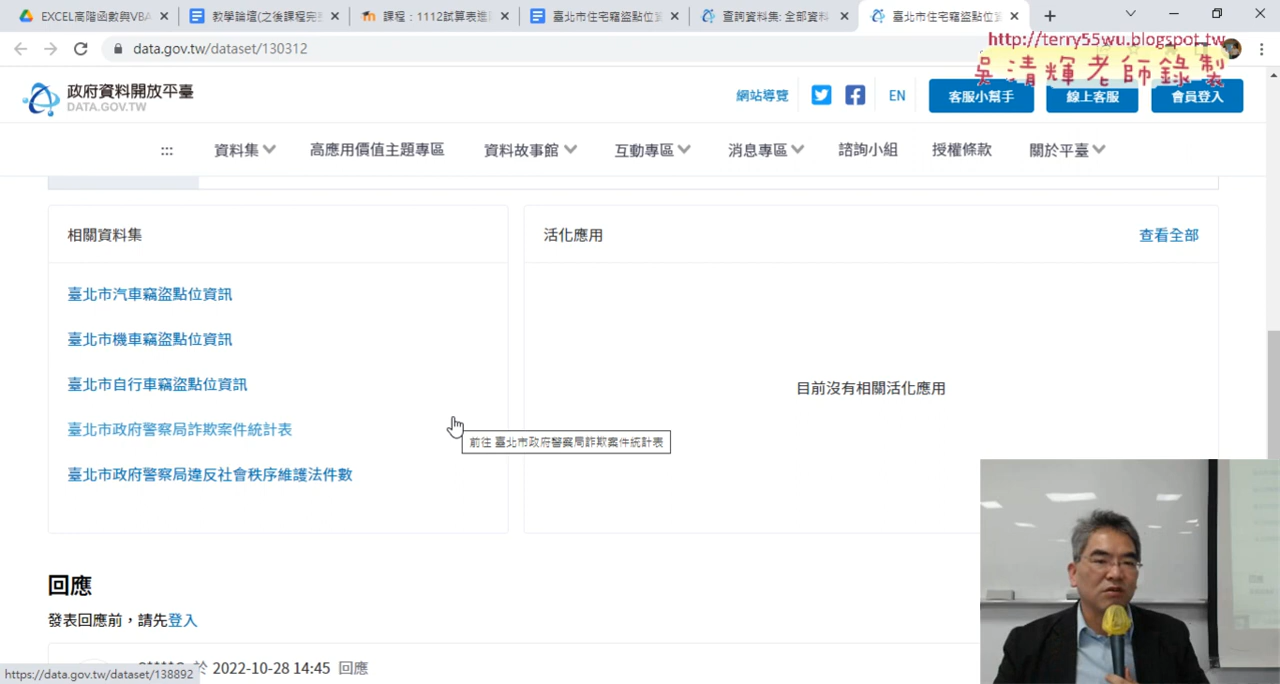 EXCEL高階函數與VBA
教學論壇(之後課程完
課程：1112試算表進
臺北市住宅竊盜點位資
查詢資料集: 全部資料
臺北市住宅竊盜點位資
data.gov.tw/dataset/130312
http://terry55wu.blogspot.tw
吳清輝老師錄製
政府資料開放平臺
DATA.GOV.TW
網站導覽
EN
客服小幫手
線上客服
會員登入
:::
資料集
高應用價值主題專區
資料故事館
互動專區
消息專區
諮詢小組
授權條款
關於平臺
相關資料集
活化應用
查看全部
臺北市汽車竊盜點位資訊
臺北市機車竊盜點位資訊
臺北市自行車竊盜點位資訊
目前沒有相關活化應用
臺北市政府警察局詐欺案件統計表
前往 臺北市政府警察局詐欺案件統計表
臺北市政府警察局違反社會秩序維護法件數
回應
發表回應前，請先登入
於 2022-10-28 14:45 回應
https://data.gov.tw/dataset/138892